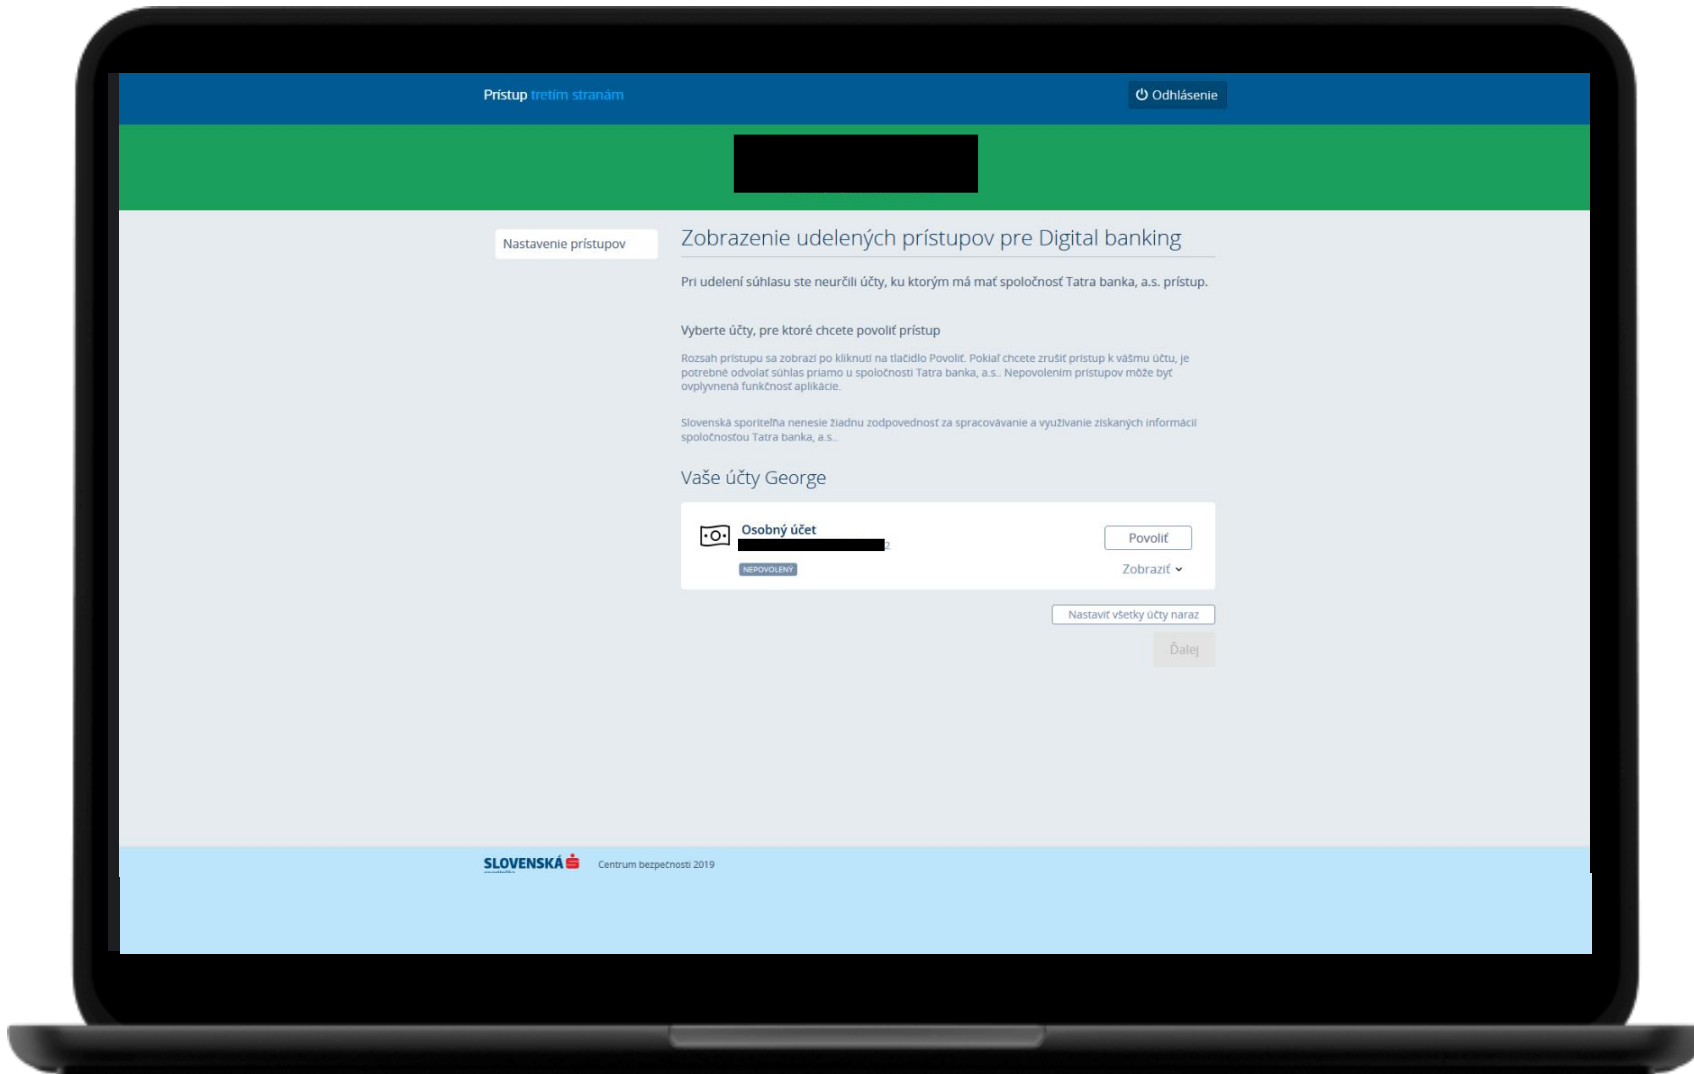 Prístup tretím stranám
Odhlásenie
Nastavenie prístupov
Zobrazenie udelených prístupov pre Digital banking
Pri udelení súhlasu ste neurčili účty, ku ktorým má mať spoločnosť Tatra banka, a.s. prístup.
Vyberte účty, pre ktoré chcete povoliť prístup
Rozsah prístupu sa zobrazí po kliknutí na tlačidlo Povoliť. Pokiaľ chcete zrušiť prístup k vášmu účtu, je
potrebné odvolať súhlas priamo u spoločnosti Tatra banka, a.s.. Nepovolením prístupov môže byť
ovplyvnená funkčnosť aplikácie.
Slovenská sporiteľňa nenesie žiadnu zodpovednosť za spracovávanie a využívanie získaných informácií
spoločnosťou Tatra banka, a.s..
Vaše účty George
Osobný účet
Povoliť
2
NEPOVOLENÝ
Zobraziť
Nastaviť všetky účty naraz
Ďalej
SLOVENSKÁ
Centrum bezpečnosti 2019